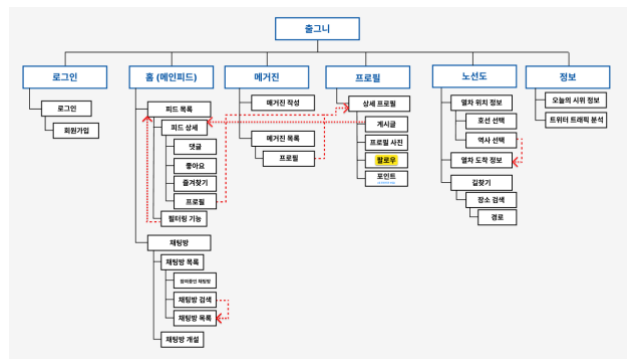 출그니
로그인
홈 (메인피드)
메거진
프로필
노선도
정보
로그인
회원가입
피드 목록
피드 상세
댓글
좋아요
즐겨찾기
프로필
필터링 기능
채팅방
채팅방 목록
채팅방 검색
채팅방 목록
채팅방 개설
메거진 작성
메거진 목록
프로필
상세 프로필
게시글
프로필 사진
팔로우
포인트
열차 위치 정보
호선 선택
역사 선택
열차 도착 정보
길찾기
장소 검색
경로
오늘의 시위 정보
트위터 트래픽 분석